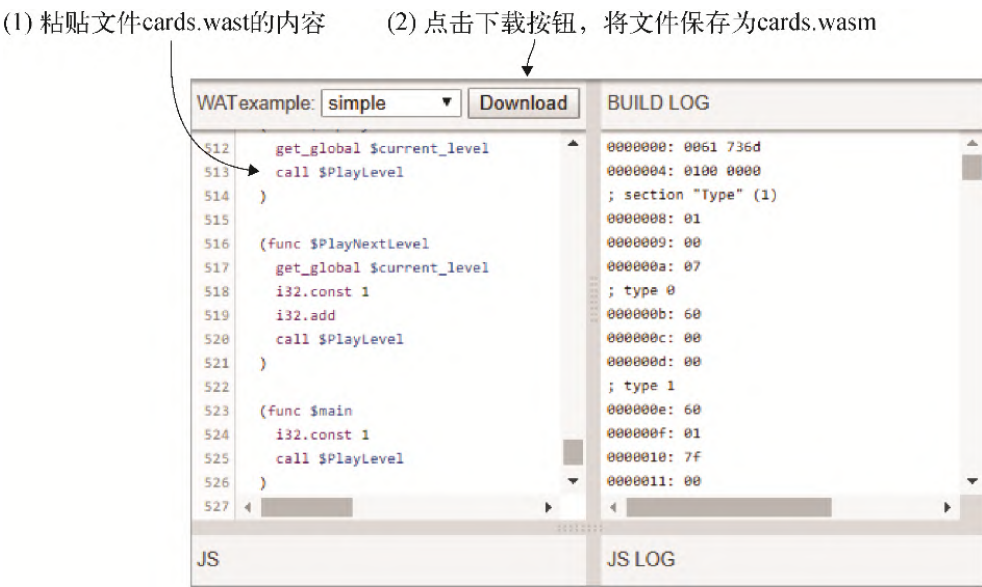 (1) 粘贴文件cards.wast的内容
(2) 点击下载按钮，将文件保存为cards.wasm
WAT example: simple Download
BUILD LOG
512 get_global $current_level
513 call $PlayLevel
514 )
515
516 (func $PlayNextLevel
517 get_global $current_level
518 i32.const 1
519 i32.add
520 call $PlayLevel
521 )
522
523 (func $main
524 i32.const 1
525 call $PlayLevel
526 )
527
0000000: 0061 736d
0000004: 0100 0000
; section "Type" (1)
0000008: 01
0000009: 00
000000a: 07
; type 0
000000b: 60
000000c: 00
000000d: 00
; type 1
000000e: 60
000000f: 01
0000010: 7f
0000011: 00
JS
JS LOG